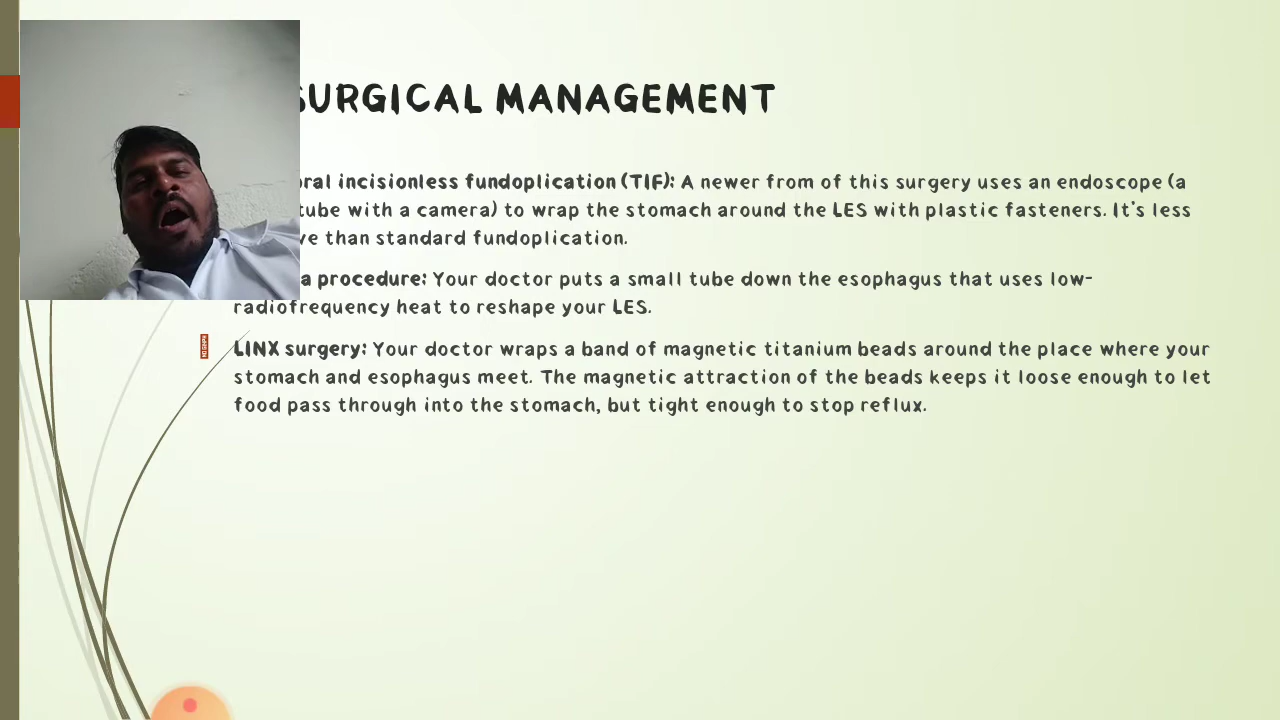 SURGICAL MANAGEMENT
oral incisionless fundoplication (TIF): A newer from of this surgery uses an endoscope (a
tube with a camera) to wrap the stomach around the LES with plastic fasteners. It's less
than standard fundoplication.
procedure: Your doctor puts a small tube down the esophagus that uses low-
radiofrequency heat to reshape your LES.
LINX surgery: Your doctor wraps a band of magnetic titanium beads around the place where your
stomach and esophagus meet. The magnetic attraction of the beads keeps it loose enough to let
food pass through into the stomach, but tight enough to stop reflux.